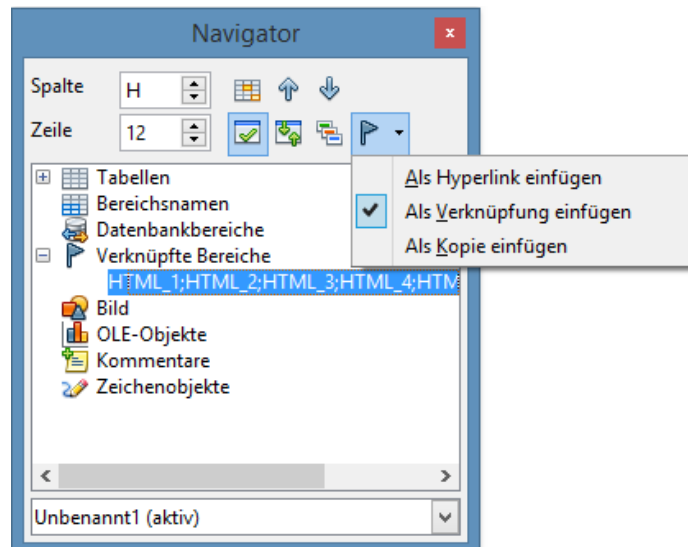 Navigator
Spalte H
Zeile 12
Tabellen
Bereichsnamen
Datenbankbereiche
Verknüpfte Bereiche
HTML_1;HTML_2;HTML_3;HTML_4;HTM
Bild
OLE-Objekte
Kommentare
Zeichenobjekte
Unbenannt1 (aktiv)
Als Hyperlink einfügen
Als Verknüpfung einfügen
Als Kopie einfügen